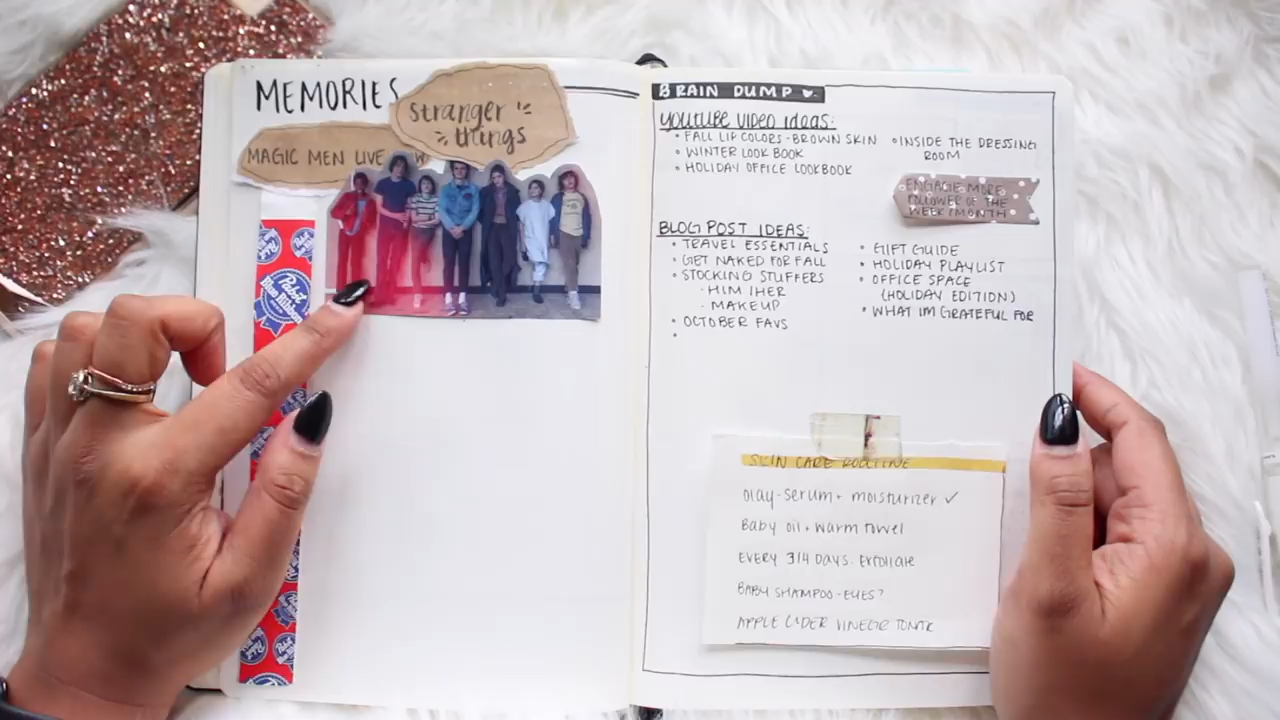 MEMORIES
stranger
things
MAGIC MEN LIVE
Pabst
Blue Ribbon
BRAIN DUMP
YOUTUBE VIDEO IDEAS:
• FALL LIP COLORS - BROWN SKIN
• WINTER LOOK BOOK
• HOLIDAY OFFICE LOOKBOOK
• INSIDE THE DRESSING
ROOM
ENGAGE MORE
FOLLOWER OF THE
WEEK/MONTH
BLOG POST IDEAS:
• TRAVEL ESSENTIALS
• GET NAKED FOR FALL
• STOCKING STUFFERS
- HIM/HER
- MAKEUP
• OCTOBER FAVS
• GIFT GUIDE
• HOLIDAY PLAYLIST
• OFFICE SPACE
(HOLIDAY EDITION)
• WHAT IM GRATEFUL FOR
SKIN CARE ROUTINE
Olay-serum + moisturizer ✓
Baby oil + warm towel
EVERY 3/4 DAYS. Exfoliate
BABY SHAMPOO - EYES?
APPLE CIDER VINEGR TONIC